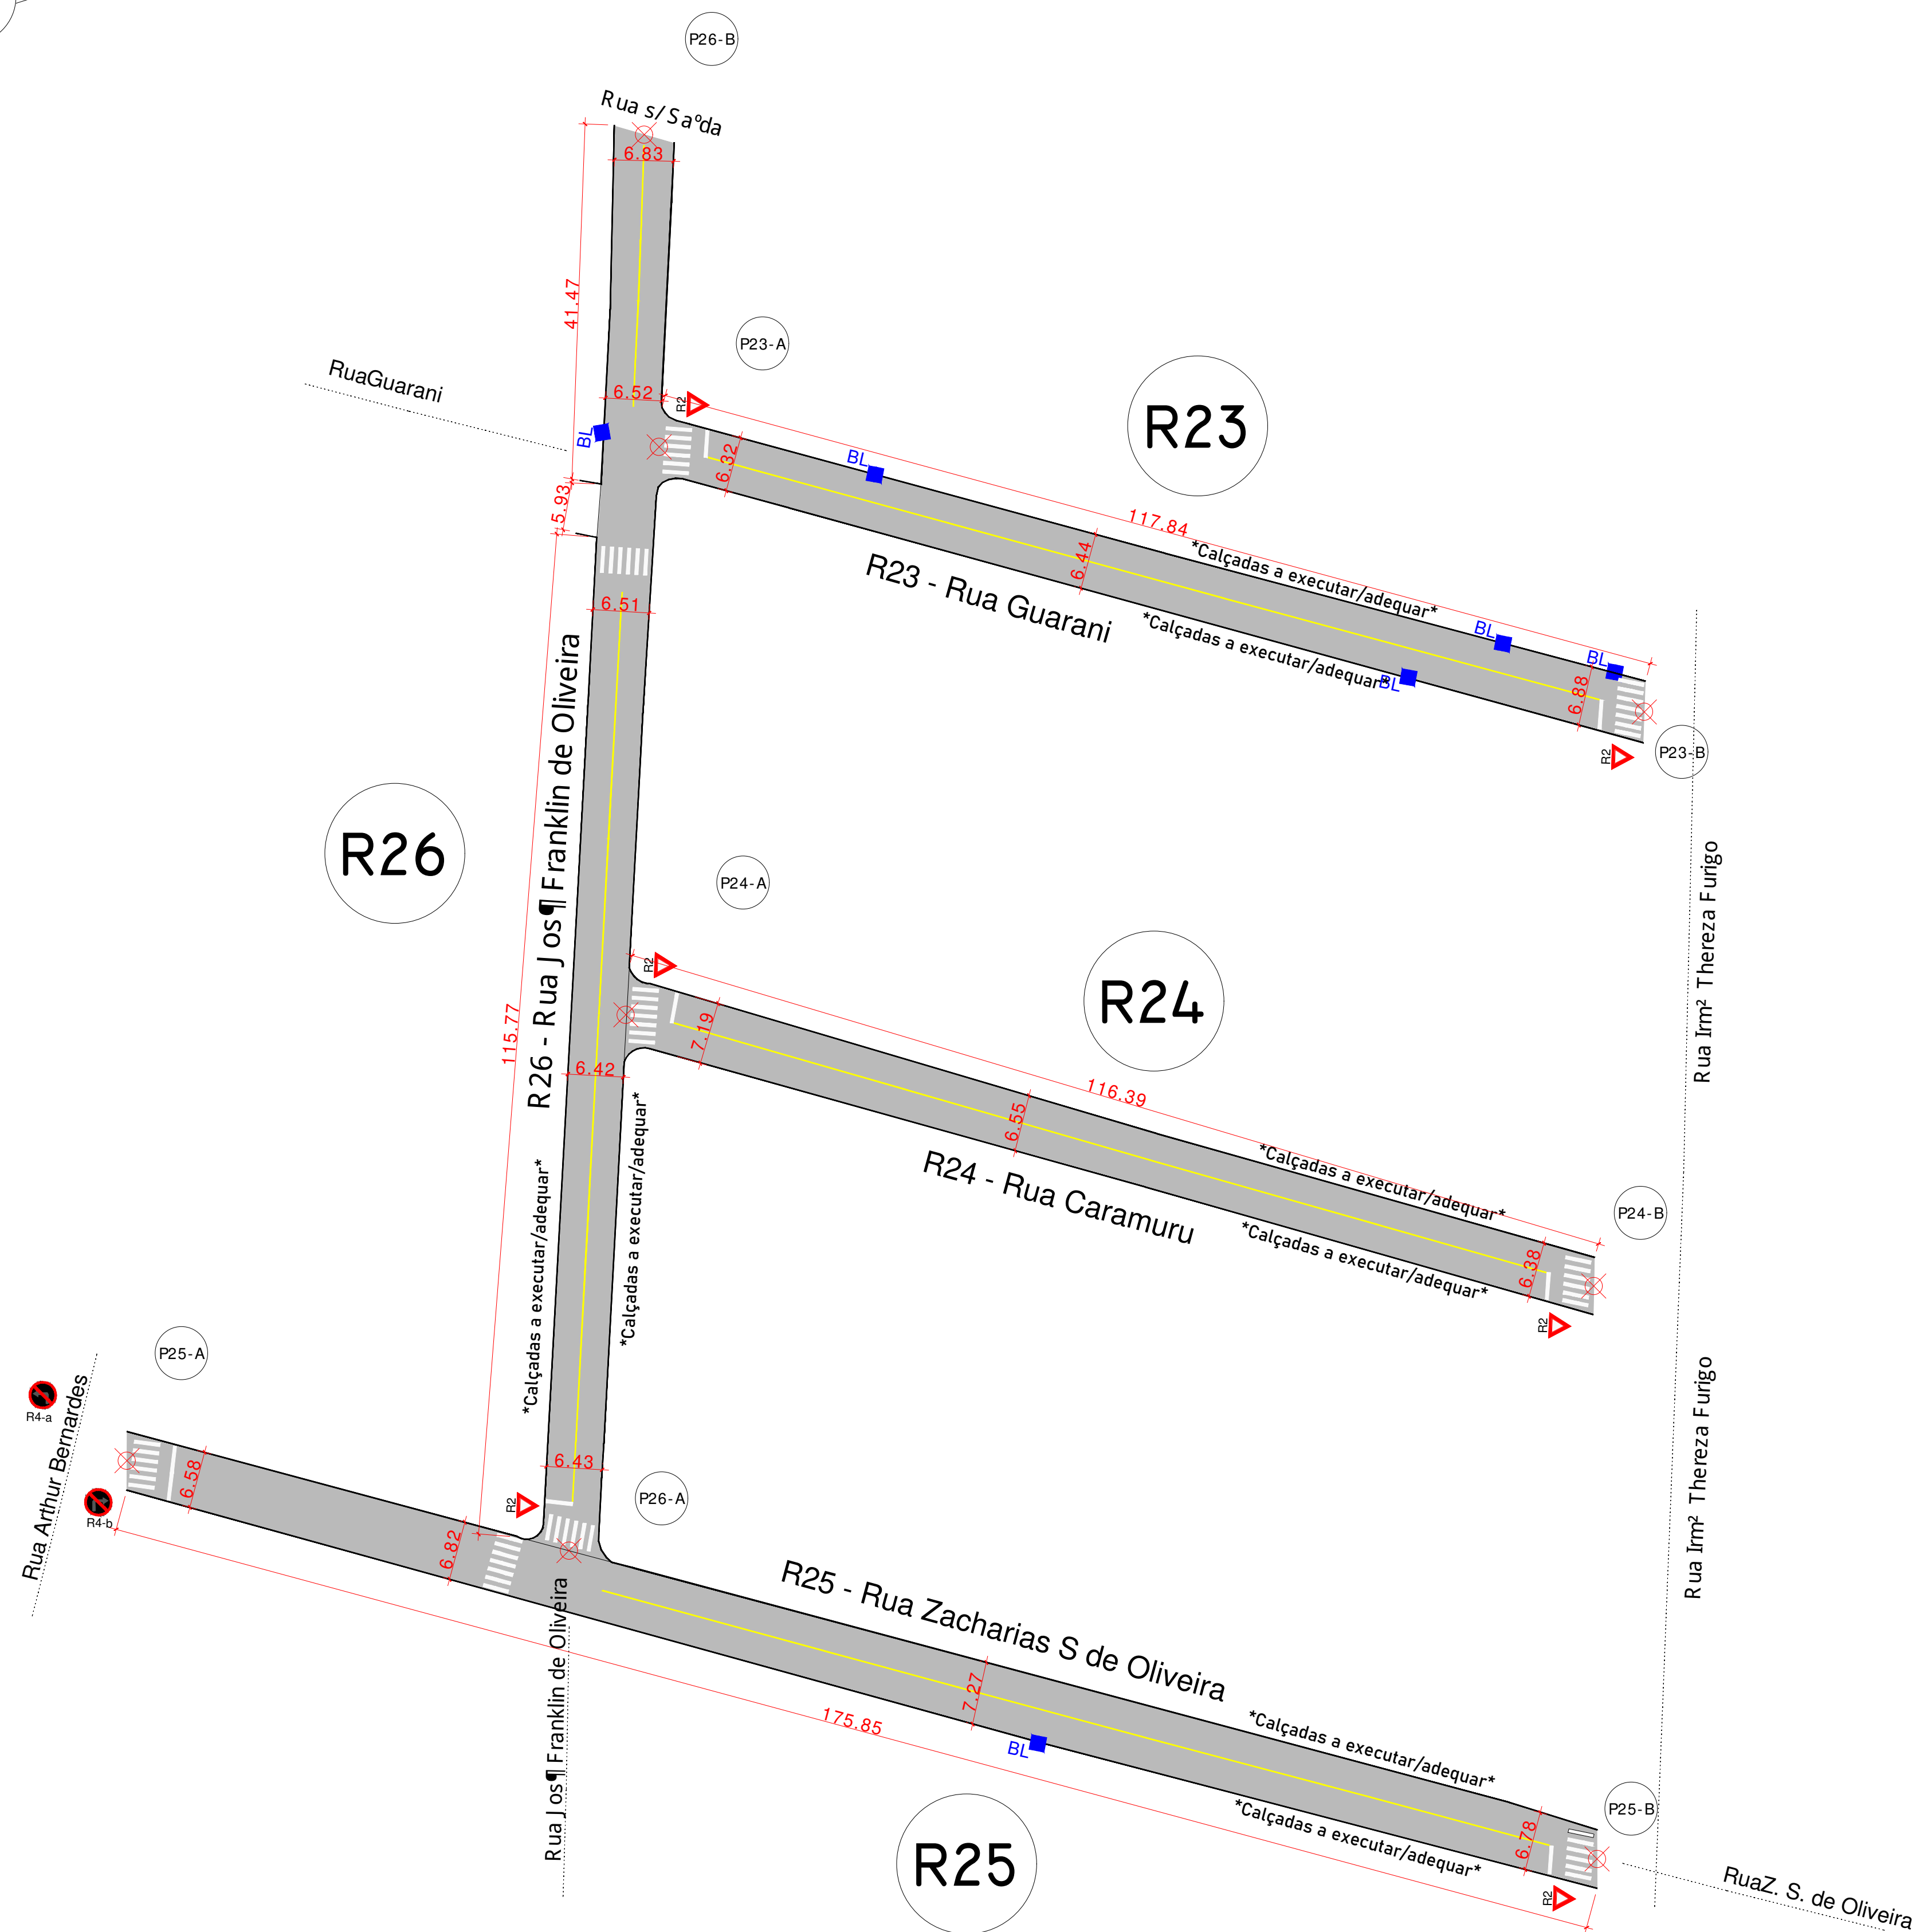 P26-B
Rua s/ Saºda
6.83
41.47
P23-A
R23
RuaGuarani
6.52
R2
BL
6.32
BL
117.84
*Calçadas a executar/adequar*
5.93
6.44
R23 - Rua Guarani
*Calçadas a executar/adequar*
BL
BL
BL
6.88
R2
P23-B
6.51
R26 - Rua Jos¶ Franklin de Oliveira
R26
P24-A
R24
Rua Irm² Thereza Furigo
R2
115.77
7.19
6.42
116.39
6.55
*Calçadas a executar/adequar*
R24 - Rua Caramuru
*Calçadas a executar/adequar*
P24-B
6.38
R2
*Calçadas a executar/adequar*
*Calçadas a executar/adequar*
P25-A
R4-a
Rua Arthur Bernardes
R4-b
6.58
6.82
6.43
R2
P26-A
Rua Irm² Thereza Furigo
Rua Jos¶ Franklin de Oliveira
R25 - Rua Zacharias S de Oliveira
7.27
175.85
BL
*Calçadas a executar/adequar*
*Calçadas a executar/adequar*
6.78
P25-B
R2
R25
RuaZ. S. de Oliveira